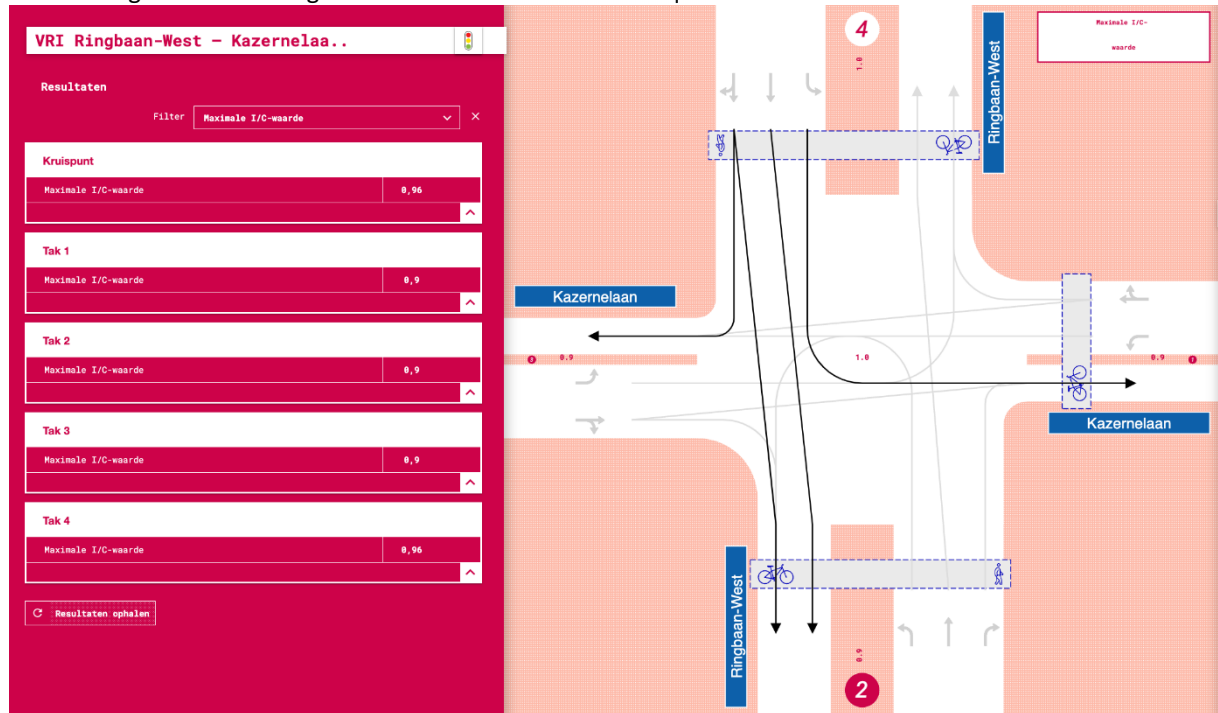 VRI Ringbaan-West – Kazernelaa..
Resultaten
Filter Maximale I/C-waarde
Kruispunt
Maximale I/C-waarde 0,96
Tak 1
Maximale I/C-waarde 0,9
Tak 2
Maximale I/C-waarde 0,9
Tak 3
Maximale I/C-waarde 0,9
Tak 4
Maximale I/C-waarde 0,96
Resultaten ophalen
4
1.0
Ringbaan-West
Maximale I/C-
waarde
Kazernelaan
0.9
1.0
0.9
1
Kazernelaan
Ringbaan-West
0.9
2